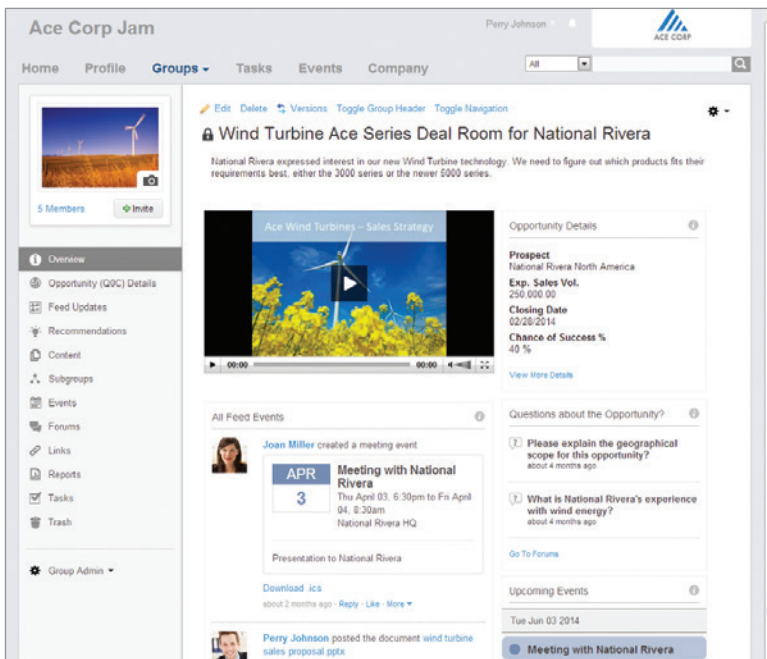 Ace Corp Jam
Perry Johnson
ACE CORP
Home Profile Groups Tasks Events Company
All
Edit Delete Versions Toggle Group Header Toggle Navigation
Wind Turbine Ace Series Deal Room for National Rivera
National Rivera expressed interest in our new Wind Turbine technology. We need to figure out which products fits their
requirements best, either the 3000 series or the newer 5000 series.
5 Members
Invite
Overview
Opportunity (Q0C) Details
Feed Updates
Recommendations
Content
Subgroups
Events
Forums
Links
Reports
Tasks
Trash
Group Admin
Ace Wind Turbines – Sales Strategy
00:00
00:00
Opportunity Details
Prospect
National Rivera North America
Exp. Sales Vol.
250,000.00
Closing Date
02/28/2014
Chance of Success %
40 %
View More Details
All Feed Events
Joan Miller created a meeting event
APR
3
Meeting with National
Rivera
Thu April 03, 6:30pm to Fri April
04, 8:30am
National Rivera HQ
Presentation to National Rivera
Download .ics
about 2 months ago · Reply · Like · More
Perry Johnson posted the document wind turbine
sales proposal.pptx
Questions about the Opportunity?
Please explain the geographical
scope for this opportunity?
about 4 months ago
What is National Rivera's experience
with wind energy?
about 4 months ago
Go To Forums
Upcoming Events
Tue Jun 03 2014
Meeting with National Rivera